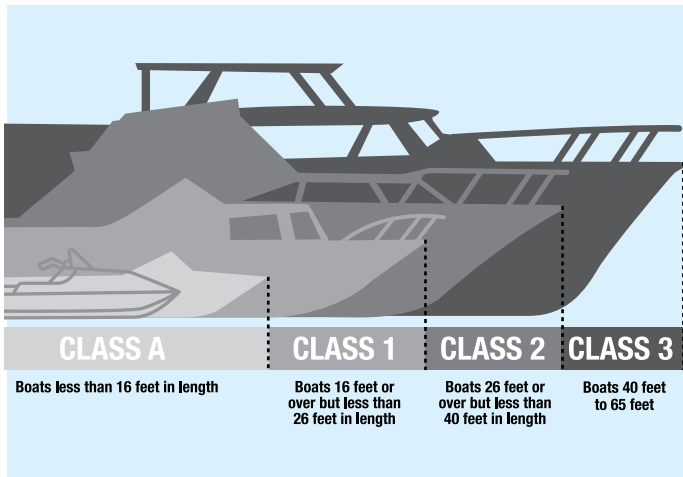 CLASS A
CLASS 1
CLASS 2
CLASS 3
Boats less than 16 feet in length
Boats 16 feet or
over but less than
26 feet in length
Boats 26 feet or
over but less than
40 feet in length
Boats 40 feet
to 65 feet